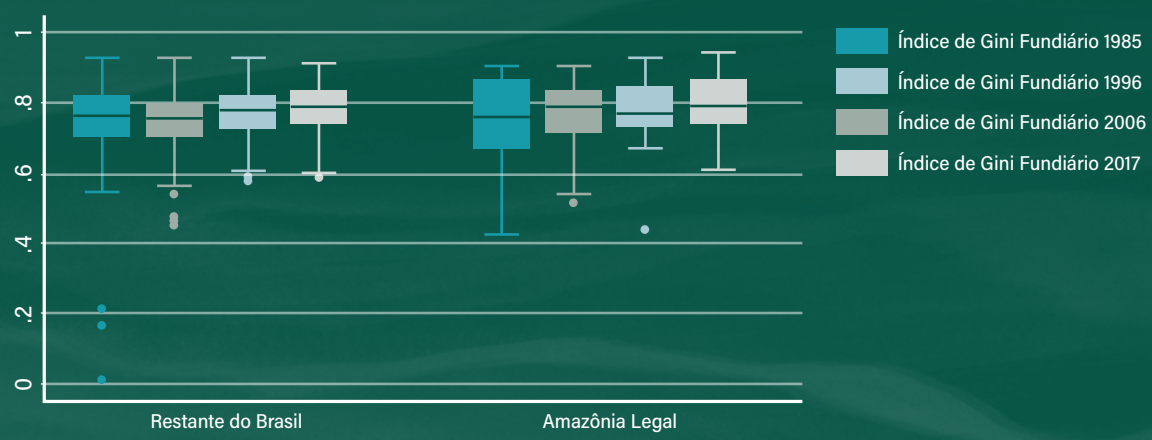 1
.8
.6
.4
.2
0
Restante do Brasil
Amazônia Legal
Índice de Gini Fundiário 1985
Índice de Gini Fundiário 1996
Índice de Gini Fundiário 2006
Índice de Gini Fundiário 2017